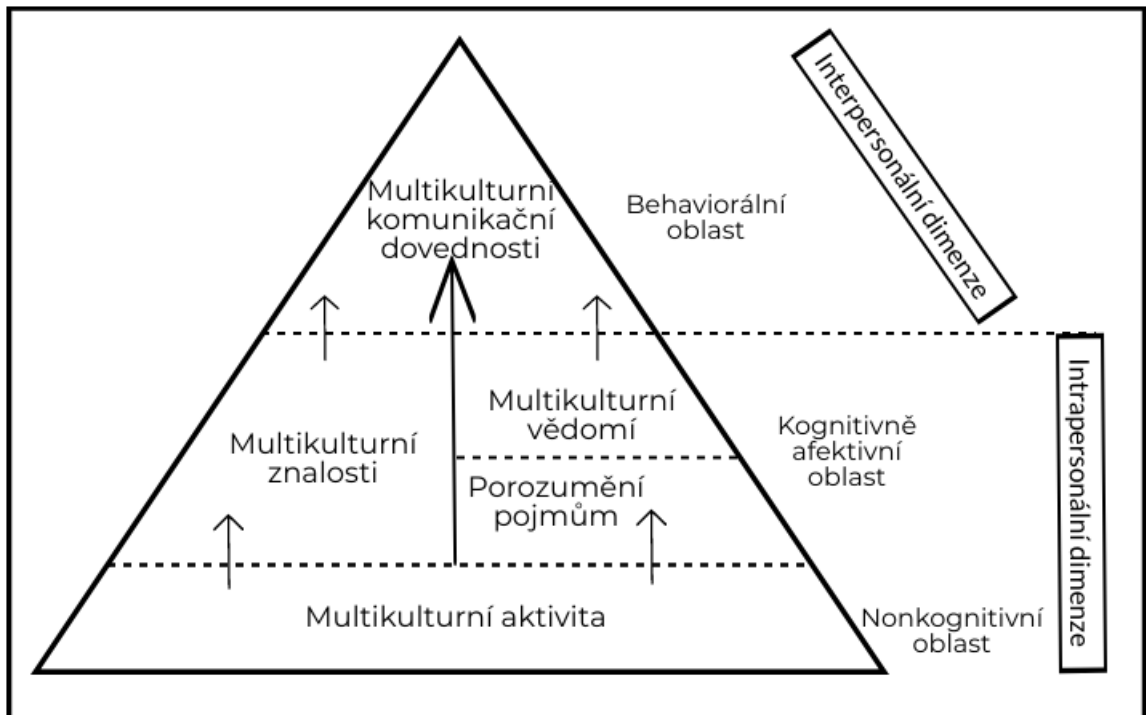 Multikulturní
komunikační
dovednosti
Behaviorální
oblast
Interpersonální dimenze
Multikulturní
znalosti
Multikulturní
vědomí
Porozumění
pojmům
Kognitivně
afektivní
oblast
Intrapersonální dimenze
Multikulturní aktivita
Nonkognitivní
oblast